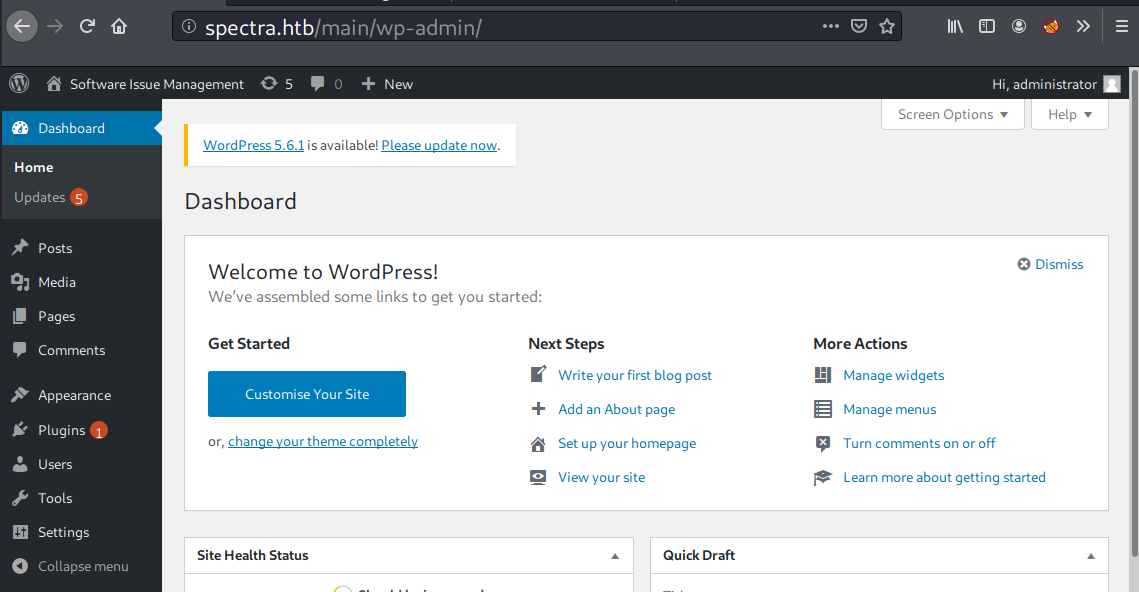 spectra.htb/main/wp-admin/
Software Issue Management 5 0 New Hi, administrator
Screen Options Help
Dashboard
Home
Updates 5
Posts
Media
Pages
Comments
Appearance
Plugins 1
Users
Tools
Settings
Collapse menu
WordPress 5.6.1 is available! Please update now.
Dashboard
Welcome to WordPress!
We've assembled some links to get you started:
Dismiss
Get Started
Customise Your Site
or, change your theme completely
Next Steps
Write your first blog post
Add an About page
Set up your homepage
View your site
More Actions
Manage widgets
Manage menus
Turn comments on or off
Learn more about getting started
Site Health Status
Quick Draft